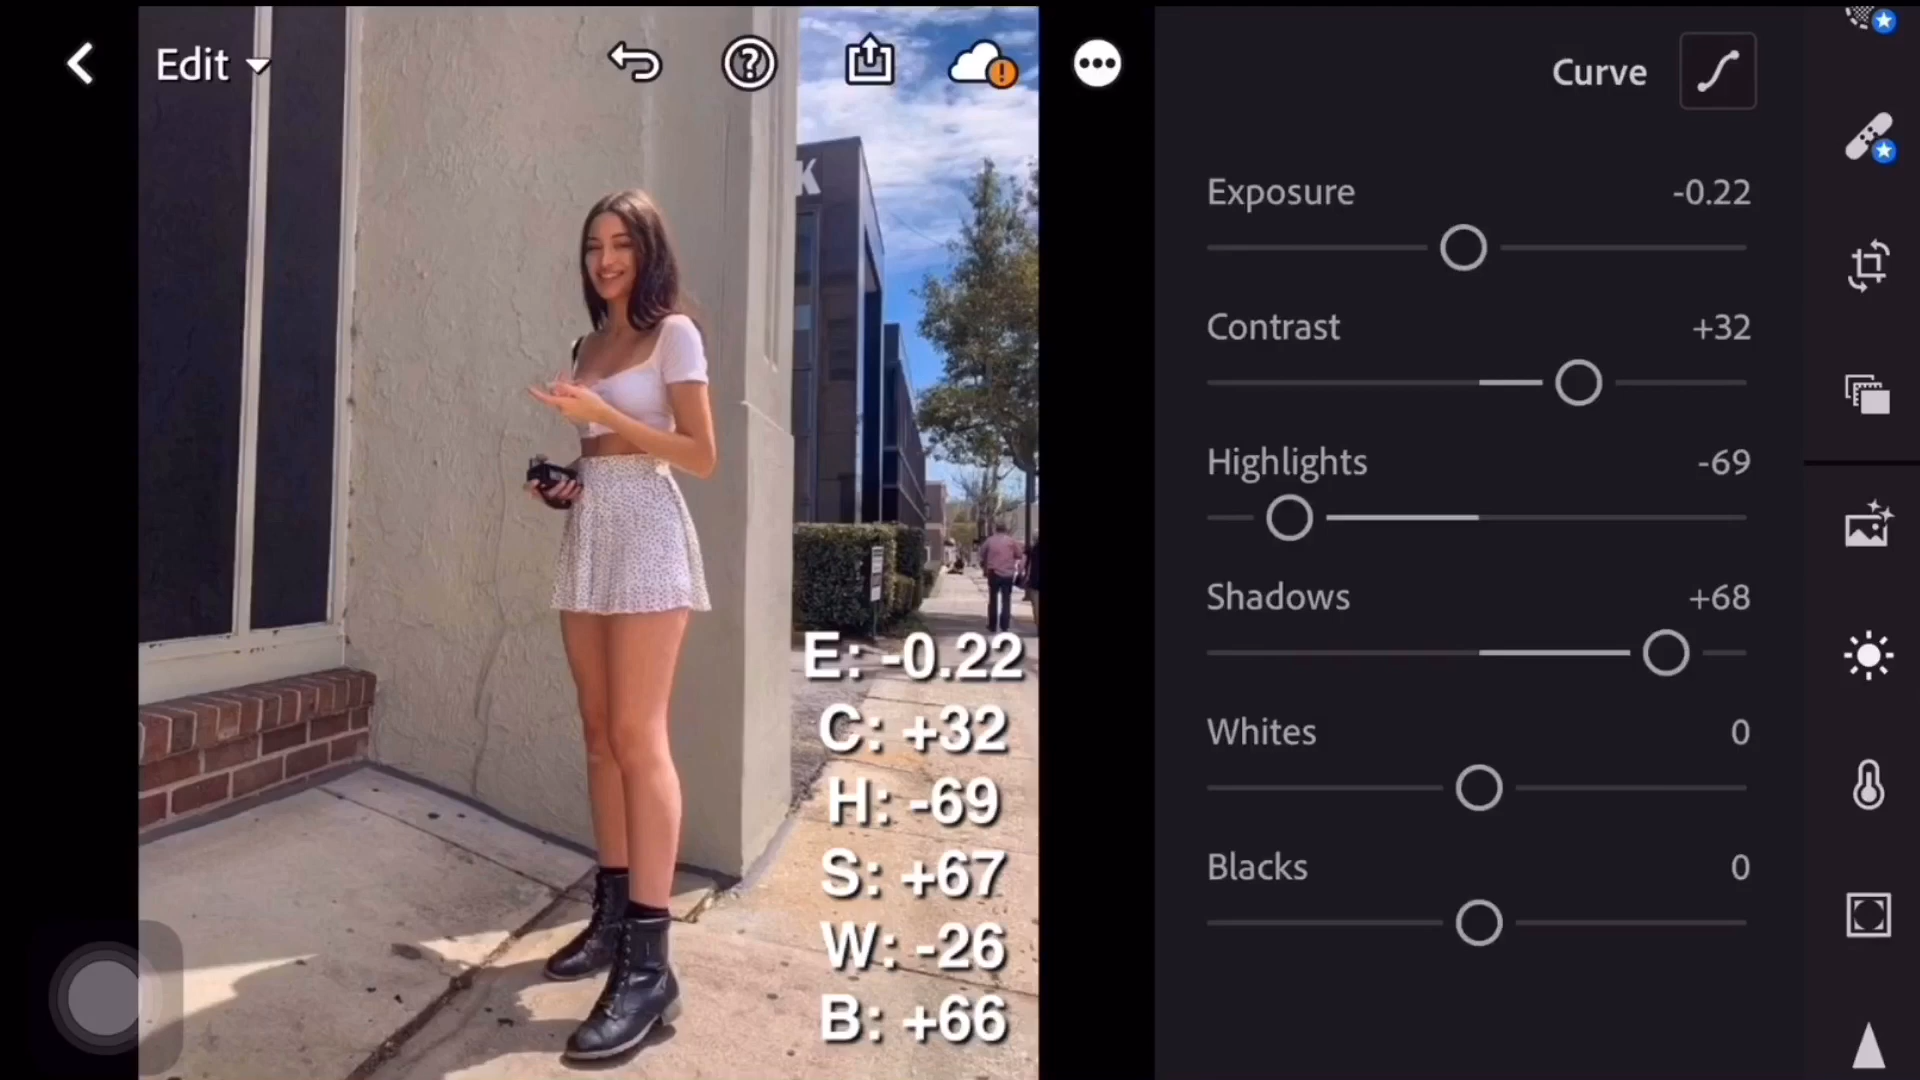 Edit
K
Curve
Exposure -0.22
Contrast +32
Highlights -69
Shadows +68
Whites 0
Blacks 0
E: -0.22
C: +32
H: -69
S: +67
W: -26
B: +66